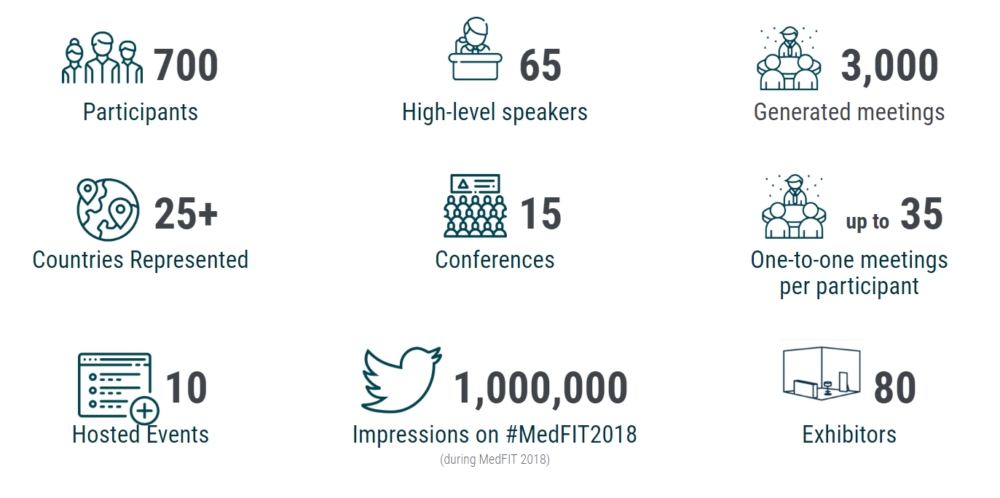 700
Participants
65
High-level speakers
3,000
Generated meetings
25+
Countries Represented
15
Conferences
up to 35
One-to-one meetings
per participant
10
Hosted Events
1,000,000
Impressions on #MedFIT2018
(during MedFIT 2018)
80
Exhibitors